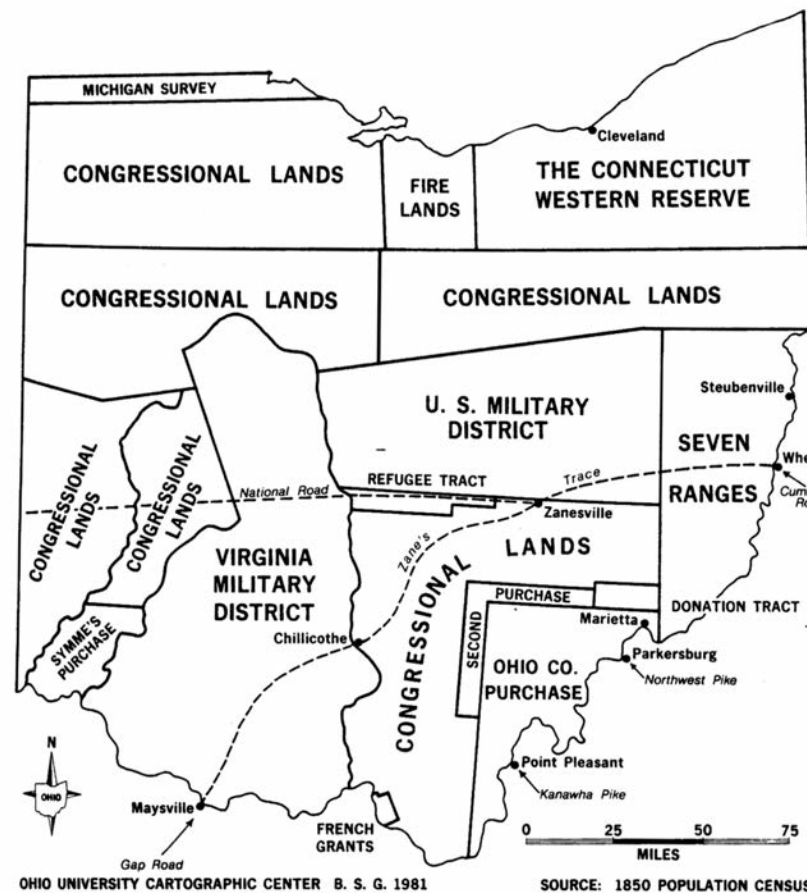 MICHIGAN SURVEY
Cleveland
CONGRESSIONAL LANDS
FIRE
LANDS
THE CONNECTICUT
WESTERN RESERVE
CONGRESSIONAL LANDS
CONGRESSIONAL LANDS
Steubenville
U. S. MILITARY
DISTRICT
SEVEN
RANGES
Whe
Cum
Ro
REFUGEE TRACT
Trace
National Road
Zanesville
CONGRESSIONAL
LANDS
CONGRESSIONAL
LANDS
Zane's
VIRGINIA
MILITARY
DISTRICT
CONGRESSIONAL
LANDS
PURCHASE
SECOND
DONATION TRACT
Marietta
Chillicothe
SYMME'S
PURCHASE
OHIO CO.
PURCHASE
Parkersburg
Northwest Pike
N
OHIO
Point Pleasant
Kanawha Pike
Maysville
Gap Road
FRENCH
GRANTS
0 25 50 75
MILES
OHIO UNIVERSITY CARTOGRAPHIC CENTER B. S. G. 1981
SOURCE: 1850 POPULATION CENSUS